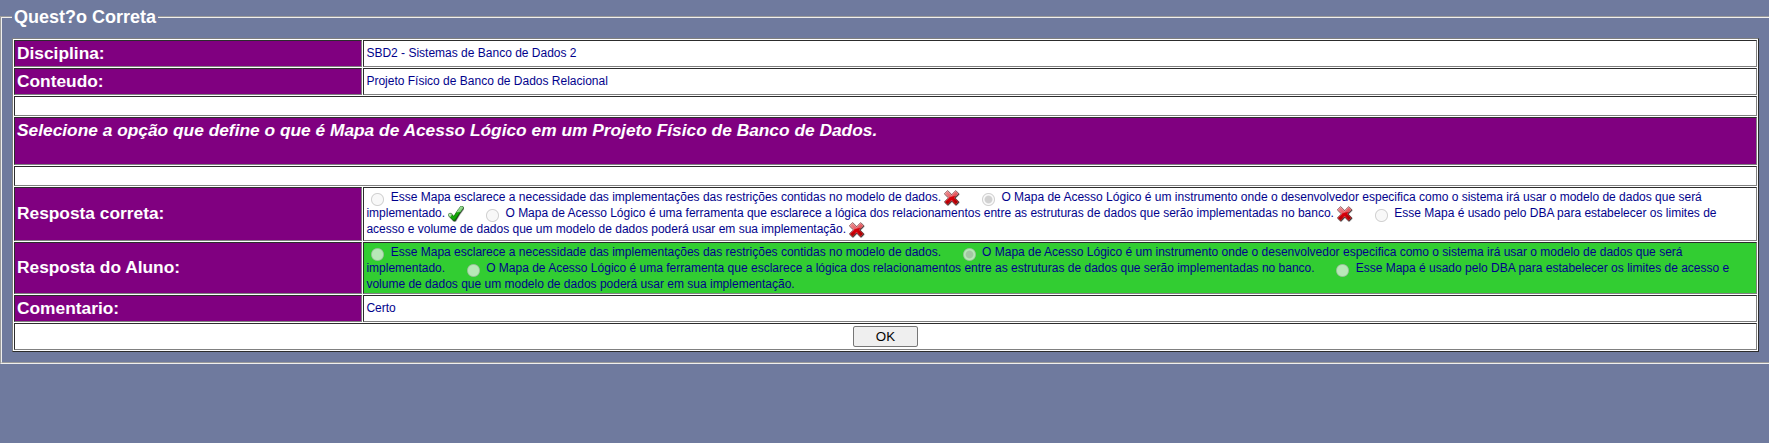 Quest?o Correta
Disciplina: SBD2 - Sistemas de Banco de Dados 2
Conteudo: Projeto Físico de Banco de Dados Relacional
Selecione a opção que define o que é Mapa de Acesso Lógico em um Projeto Físico de Banco de Dados.
Resposta correta:
Esse Mapa esclarece a necessidade das implementações das restrições contidas no modelo de dados. O Mapa de Acesso Lógico é um instrumento onde o desenvolvedor especifica como o sistema irá usar o modelo de dados que será
implementado. O Mapa de Acesso Lógico é uma ferramenta que esclarece a lógica dos relacionamentos entre as estruturas de dados que serão implementadas no banco. Esse Mapa é usado pelo DBA para estabelecer os limites de
acesso e volume de dados que um modelo de dados poderá usar em sua implementação.
Resposta do Aluno:
Esse Mapa esclarece a necessidade das implementações das restrições contidas no modelo de dados. O Mapa de Acesso Lógico é um instrumento onde o desenvolvedor especifica como o sistema irá usar o modelo de dados que será
implementado. O Mapa de Acesso Lógico é uma ferramenta que esclarece a lógica dos relacionamentos entre as estruturas de dados que serão implementadas no banco. Esse Mapa é usado pelo DBA para estabelecer os limites de acesso e
volume de dados que um modelo de dados poderá usar em sua implementação.
Comentario: Certo
OK